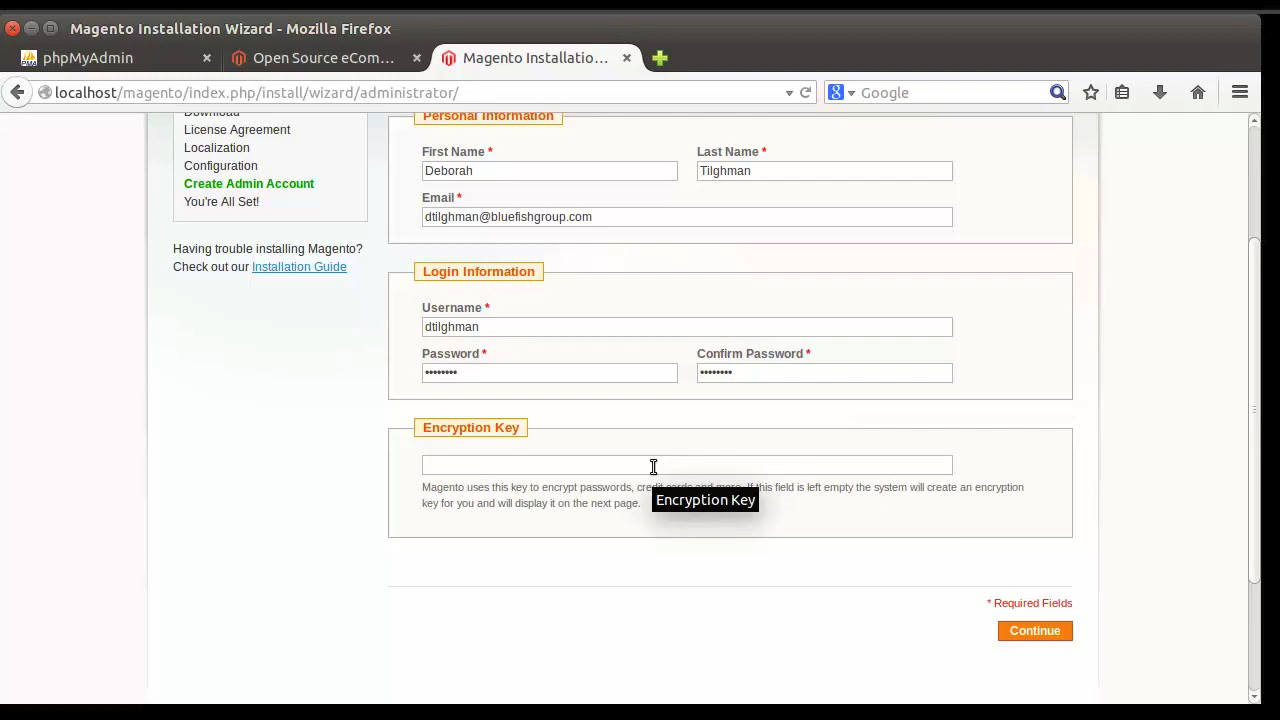 Magento Installation Wizard - Mozilla Firefox
phpMyAdmin
Open Source eCom...
Magento Installatio...
localhost/magento/index.php/install/wizard/administrator/
Google
Download
License Agreement
Localization
Configuration
Create Admin Account
You're All Set!
Having trouble installing Magento?
Check out our Installation Guide
Personal Information
First Name *
Last Name *
Deborah
Tilghman
Email *
dtilghman@bluefishgroup.com
Login Information
Username *
dtilghman
Password *
Confirm Password *
••••••••
••••••••
Encryption Key
Magento uses this key to encrypt passwords, credit cards and more. If this field is left empty the system will create an encryption
key for you and will display it on the next page.
Encryption Key
* Required Fields
Continue